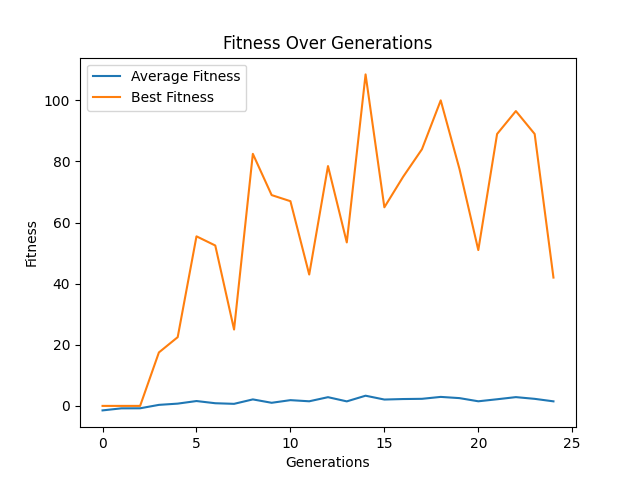 Fitness Over Generations
Average Fitness
Best Fitness
100
80
60
40
20
0
Fitness
0 5 10 15 20 25
Generations